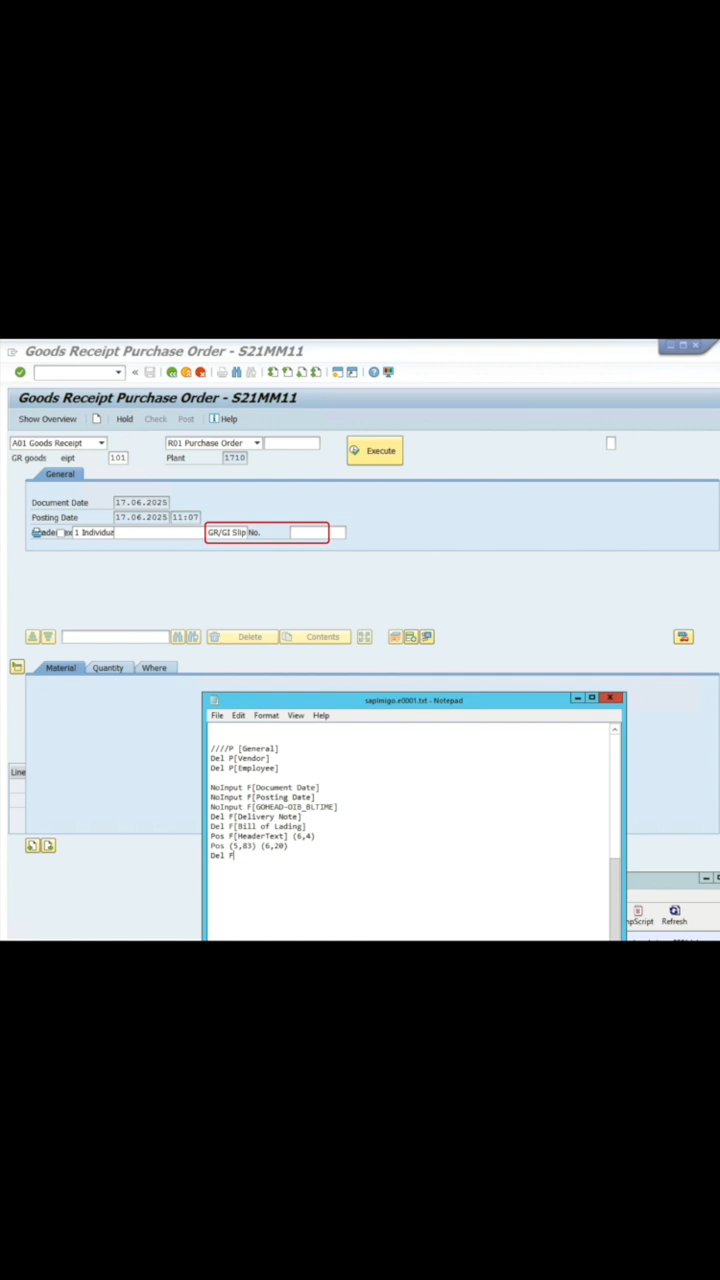 Goods Receipt Purchase Order - S21MM11
Goods Receipt Purchase Order - S21MM11
Show Overview Hold Check Post Help
A01 Goods Receipt R01 Purchase Order Execute
GR goods eipt 101 Plant 1710
General
Document Date 17.06.2025
Posting Date 17.06.2025 11:07
1 Individua GR/GI Slip No.
Delete Contents
Material Quantity Where
Line
sapimigo.e0001.txt - Notepad
File Edit Format View Help
////P [General]
Del P[Vendor]
Del P[Employee]
NoInput F[Document Date]
NoInput F[Posting Date]
NoInput F[GOHEAD-OIB_BLTIME]
Del F[Delivery Note]
Del F[Bill of Lading]
Pos F[HeaderText] (6,4)
Pos (5,83) (6,20)
Del F
npScript Refresh